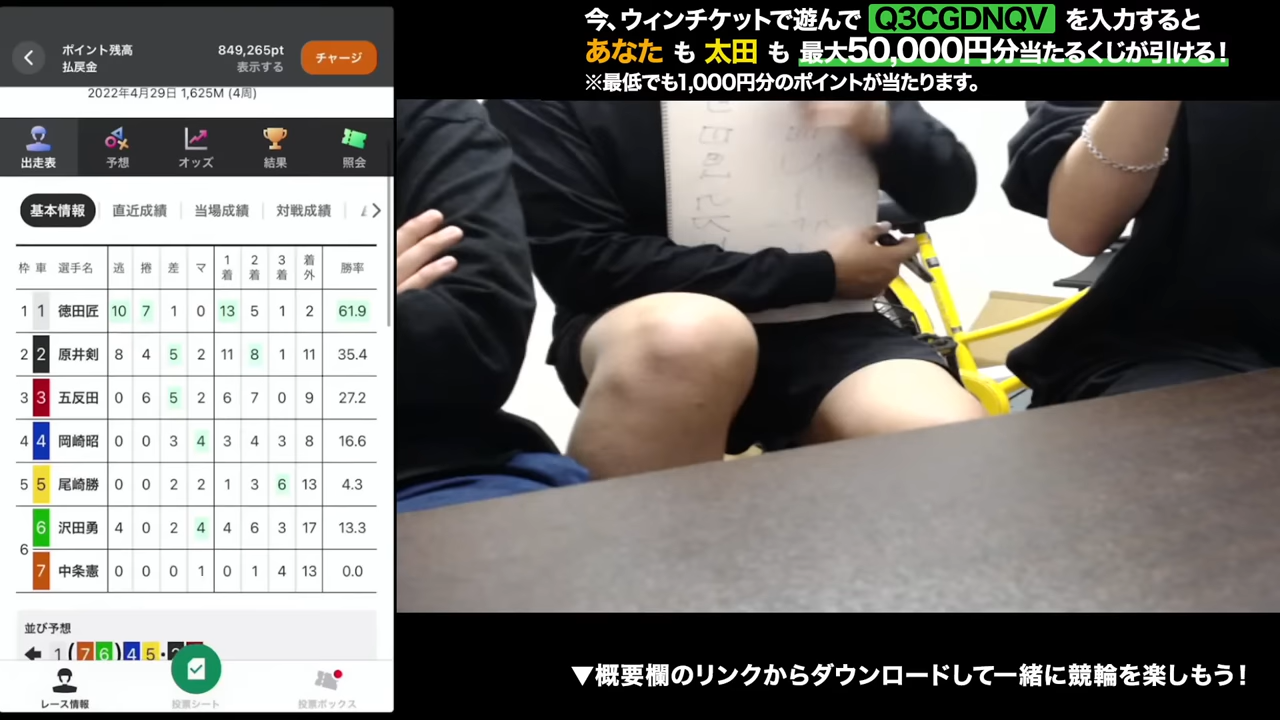 ポイント残高
払戻金
849,265pt
表示する
チャージ
2022年4月29日 1,625M (4周)
出走表 予想 オッズ 結果 照会
基本情報 直近成績 当場成績 対戦成績
枠 車 選手名 逃 捲 差 マ 1着 2着 3着 着外 勝率
1 1 徳田匠 10 7 1 0 13 5 1 2 61.9
2 2 原井剣 8 4 5 2 11 8 1 11 35.4
3 3 五反田 0 6 5 2 6 7 0 9 27.2
4 4 岡崎昭 0 0 3 4 3 4 3 8 16.6
5 5 尾崎勝 0 0 2 2 1 3 6 13 4.3
6 6 沢田勇 4 0 2 4 4 6 3 17 13.3
7 中条憲 0 0 0 1 0 1 4 13 0.0
並び予想
1(76)45・2
レース情報 投票シート 投票ボックス
今、ウィンチケットで遊んで Q3CGDNQV を入力すると
あなた も 太田 も 最大50,000円分当たるくじが引ける!
※最低でも1,000円分のポイントが当たります。
▼概要欄のリンクからダウンロードして一緒に競輪を楽しもう!